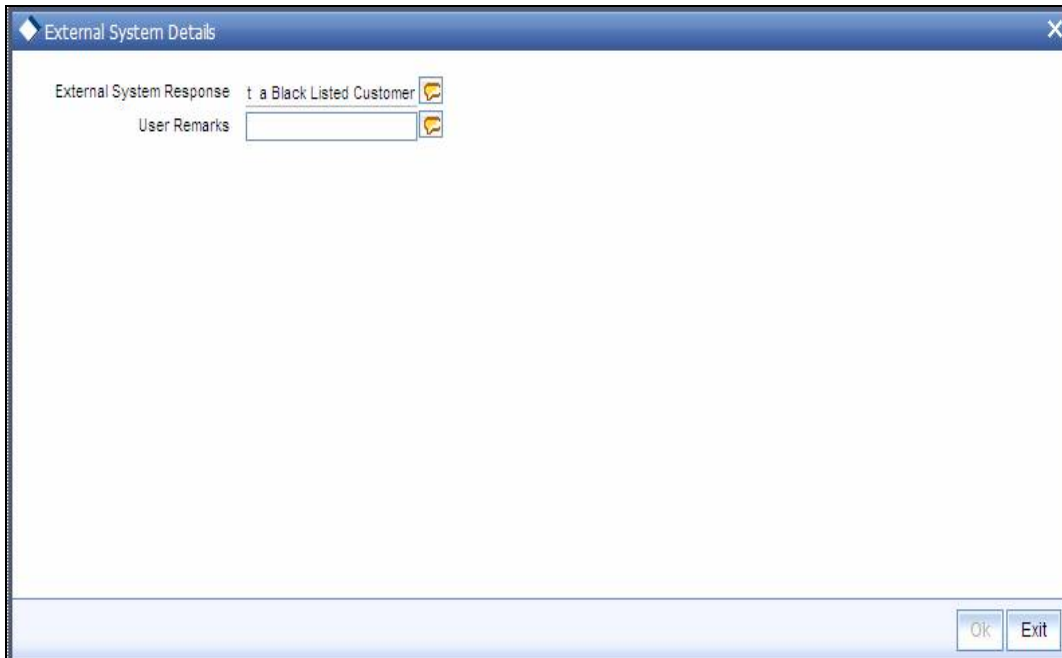 External System Details
External System Response t a Black Listed Customer
User Remarks
Ok Exit